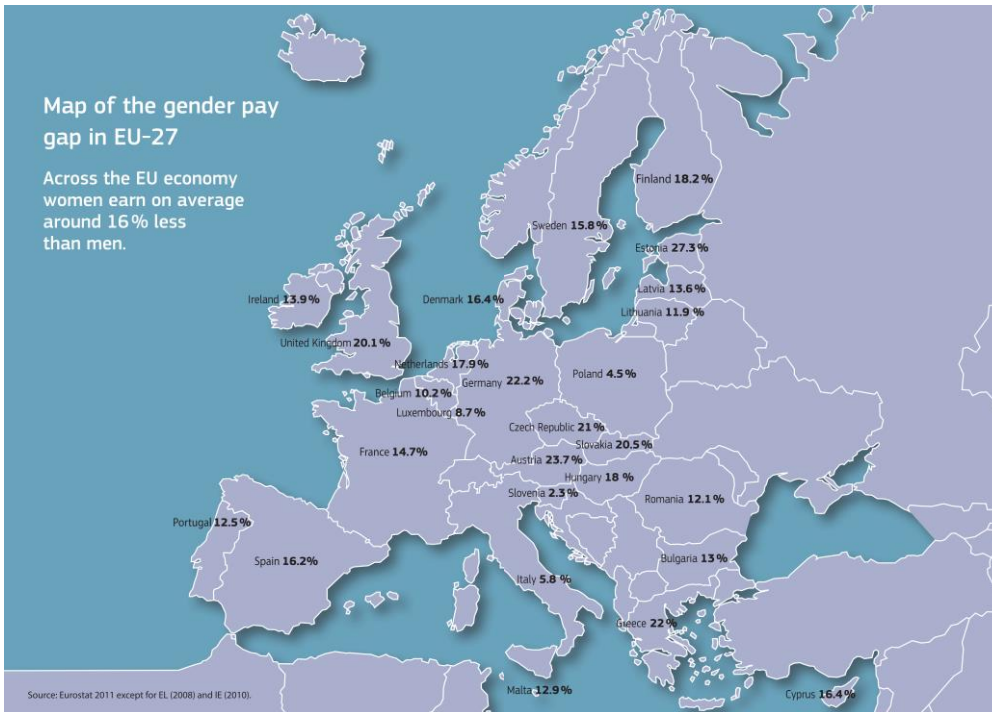 Map of the gender pay
gap in EU-27
Across the EU economy
women earn on average
around 16% less
than men.
Finland 18.2%
Sweden 15.8%
Estonia 27.3%
Latvia 13.6%
Ireland 13.9%
Denmark 16.4%
Lithuania 11.9 %
United Kingdom 20.1%
Netherlands 17.9%
Germany 22.2%
Poland 4.5%
Belgium 10.2%
Luxembourg 8.7%
Czech Republic 21%
Slovakia 20.5%
France 14.7%
Austria 23.7%
Hungary 18 %
Slovenia 2.3%
Romania 12.1%
Portugal 12.5%
Spain 16.2%
Bulgaria 13%
Italy 5.8 %
Greece 22%
Malta 12.9%
Cyprus 16.4%
Source: Eurostat 2011 except for EL (2008) and IE (2010).